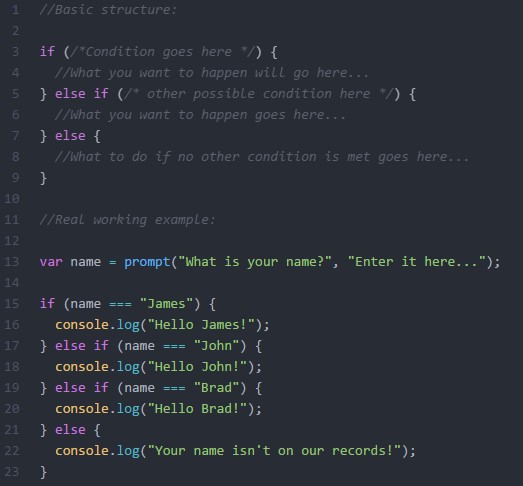 1 //Basic structure:
2
3 if (/*Condition goes here */) {
4   //What you want to happen will go here...
5 } else if (/* other possible condition here */) {
6   //What you want to happen goes here...
7 } else {
8   //What to do if no other condition is met goes here...
9 }
10
11 //Real working example:
12
13 var name = prompt("What is your name?", "Enter it here...");
14
15 if (name === "James") {
16   console.log("Hello James!");
17 } else if (name === "John") {
18   console.log("Hello John!");
19 } else if (name === "Brad") {
20   console.log("Hello Brad!");
21 } else {
22   console.log("Your name isn't on our records!");
23 }